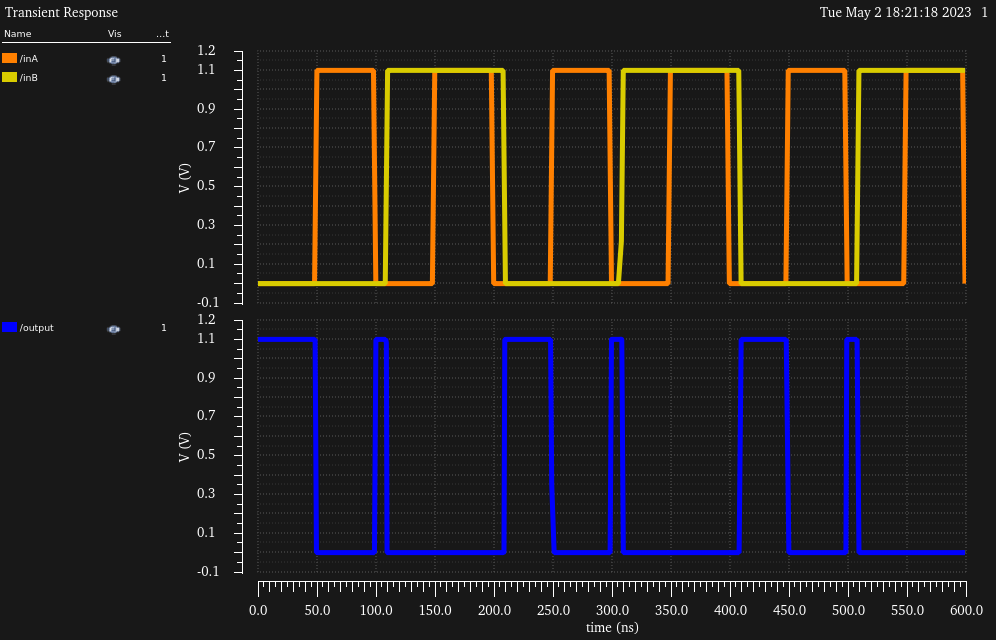 Transient Response
Tue May 2 18:21:18 2023 1
Name Vis ...t
/inA 1
/inB 1
1.2
1.1
0.9
0.7
0.5
0.3
0.1
-0.1
V (V)
/output 1
1.2
1.1
0.9
0.7
0.5
0.3
0.1
-0.1
V (V)
0.0 50.0 100.0 150.0 200.0 250.0 300.0 350.0 400.0 450.0 500.0 550.0 600.0
time (ns)